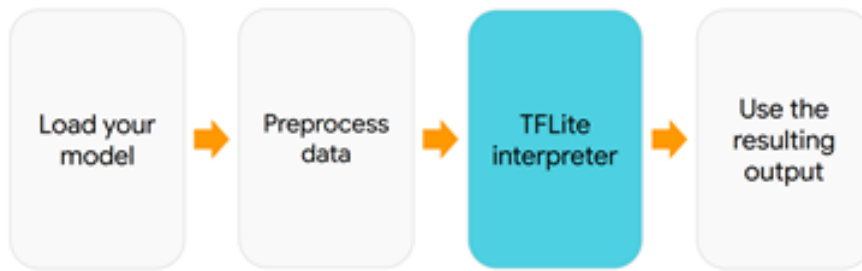 Load your
model
Preprocess
data
TFLite
interpreter
Use the
resulting
output